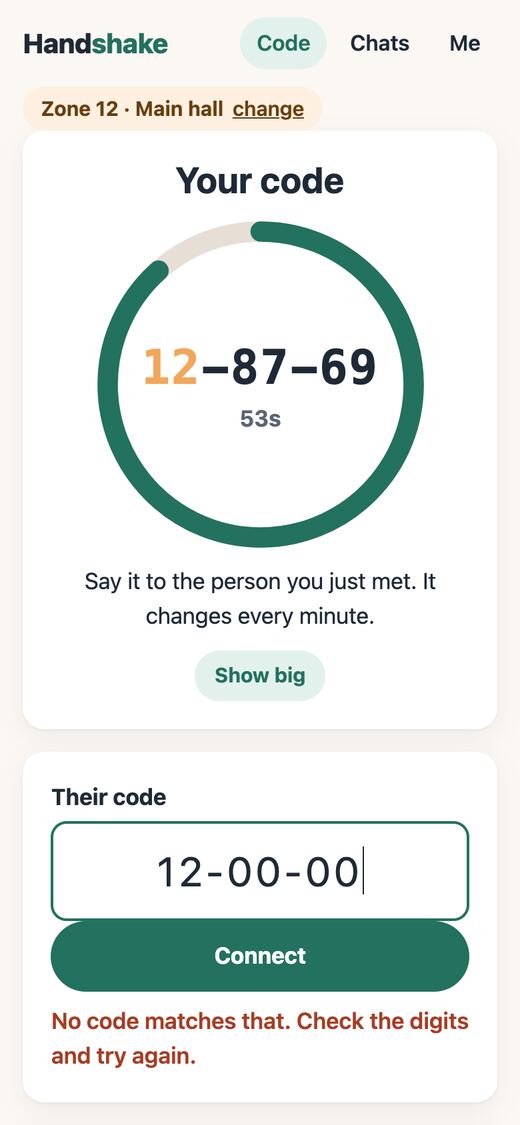 Handshake
Code Chats Me
Zone 12 · Main hall change
Your code
12–87–69
53s
Say it to the person you just met. It
changes every minute.
Show big
Their code
12-00-00
Connect
No code matches that. Check the digits
and try again.